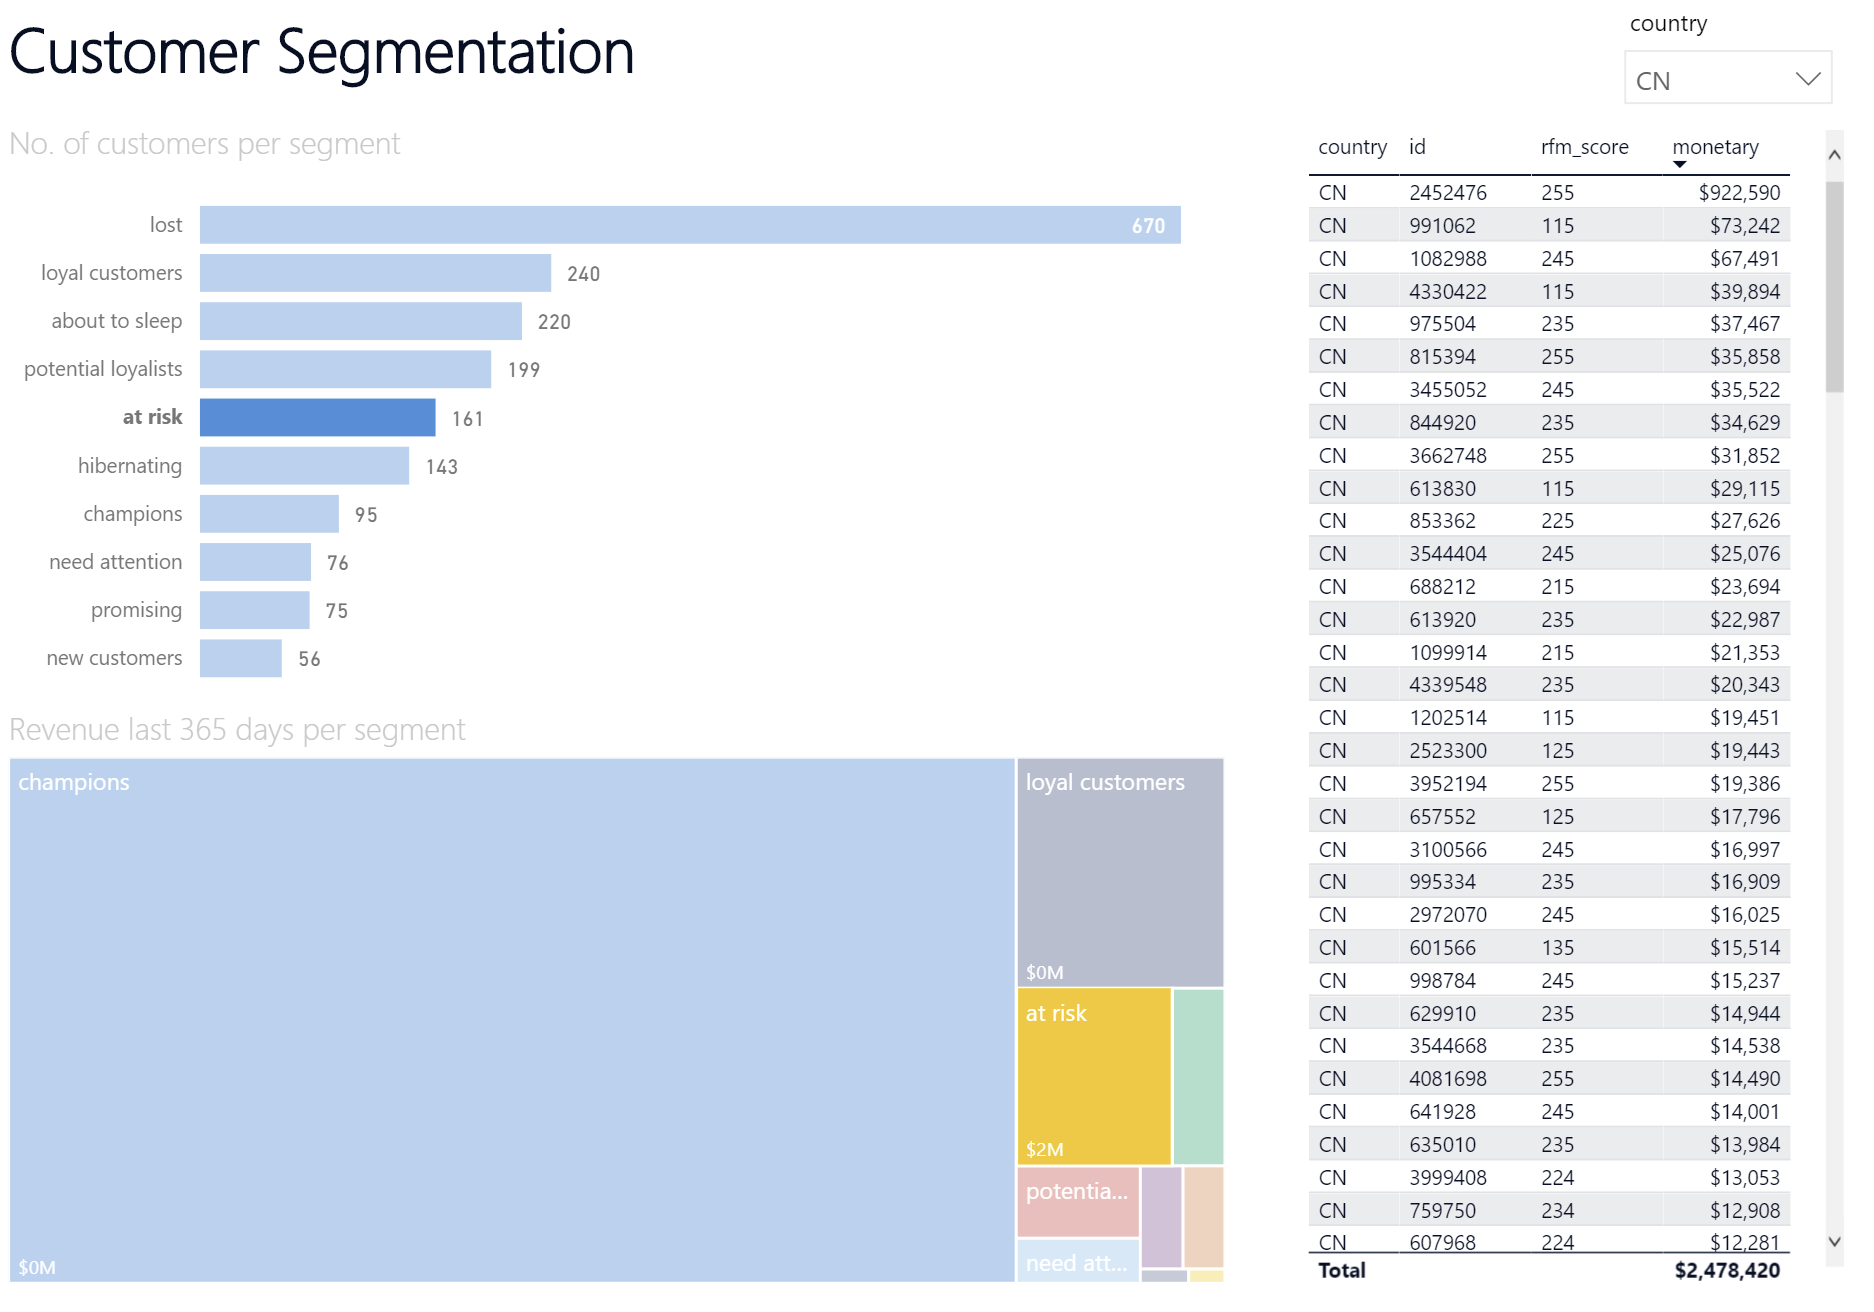 Customer Segmentation
country
CN
No. of customers per segment
lost 670
loyal customers 240
about to sleep 220
potential loyalists 199
at risk 161
hibernating 143
champions 95
need attention 76
promising 75
new customers 56
Revenue last 365 days per segment
champions
$0M
loyal customers
$0M
at risk
$2M
potentia...
need att...
country id rfm_score monetary
CN 2452476 255 $922,590
CN 991062 115 $73,242
CN 1082988 245 $67,491
CN 4330422 115 $39,894
CN 975504 235 $37,467
CN 815394 255 $35,858
CN 3455052 245 $35,522
CN 844920 235 $34,629
CN 3662748 255 $31,852
CN 613830 115 $29,115
CN 853362 225 $27,626
CN 3544404 245 $25,076
CN 688212 215 $23,694
CN 613920 235 $22,987
CN 1099914 215 $21,353
CN 4339548 235 $20,343
CN 1202514 115 $19,451
CN 2523300 125 $19,443
CN 3952194 255 $19,386
CN 657552 125 $17,796
CN 3100566 245 $16,997
CN 995334 235 $16,909
CN 2972070 245 $16,025
CN 601566 135 $15,514
CN 998784 245 $15,237
CN 629910 235 $14,944
CN 3544668 235 $14,538
CN 4081698 255 $14,490
CN 641928 245 $14,001
CN 635010 235 $13,984
CN 3999408 224 $13,053
CN 759750 234 $12,908
CN 607968 224 $12,281
Total $2,478,420